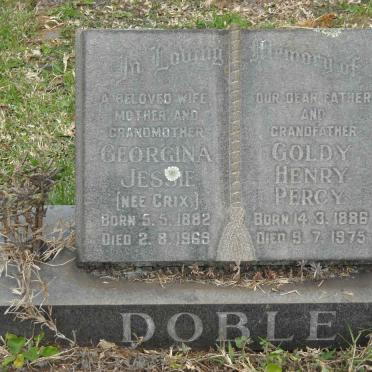 In Loving Memory of
A BELOVED WIFE
MOTHER AND
GRANDMOTHER
GEORGINA
JESSIE
(NEE CRIX)
BORN 5.5.1882
DIED 2.8.1969
OUR DEAR FATHER
AND
GRANDFATHER
GOLDY
HENRY
PERCY
BORN 14.3.1886
DIED 9.7.1975
DOBLE